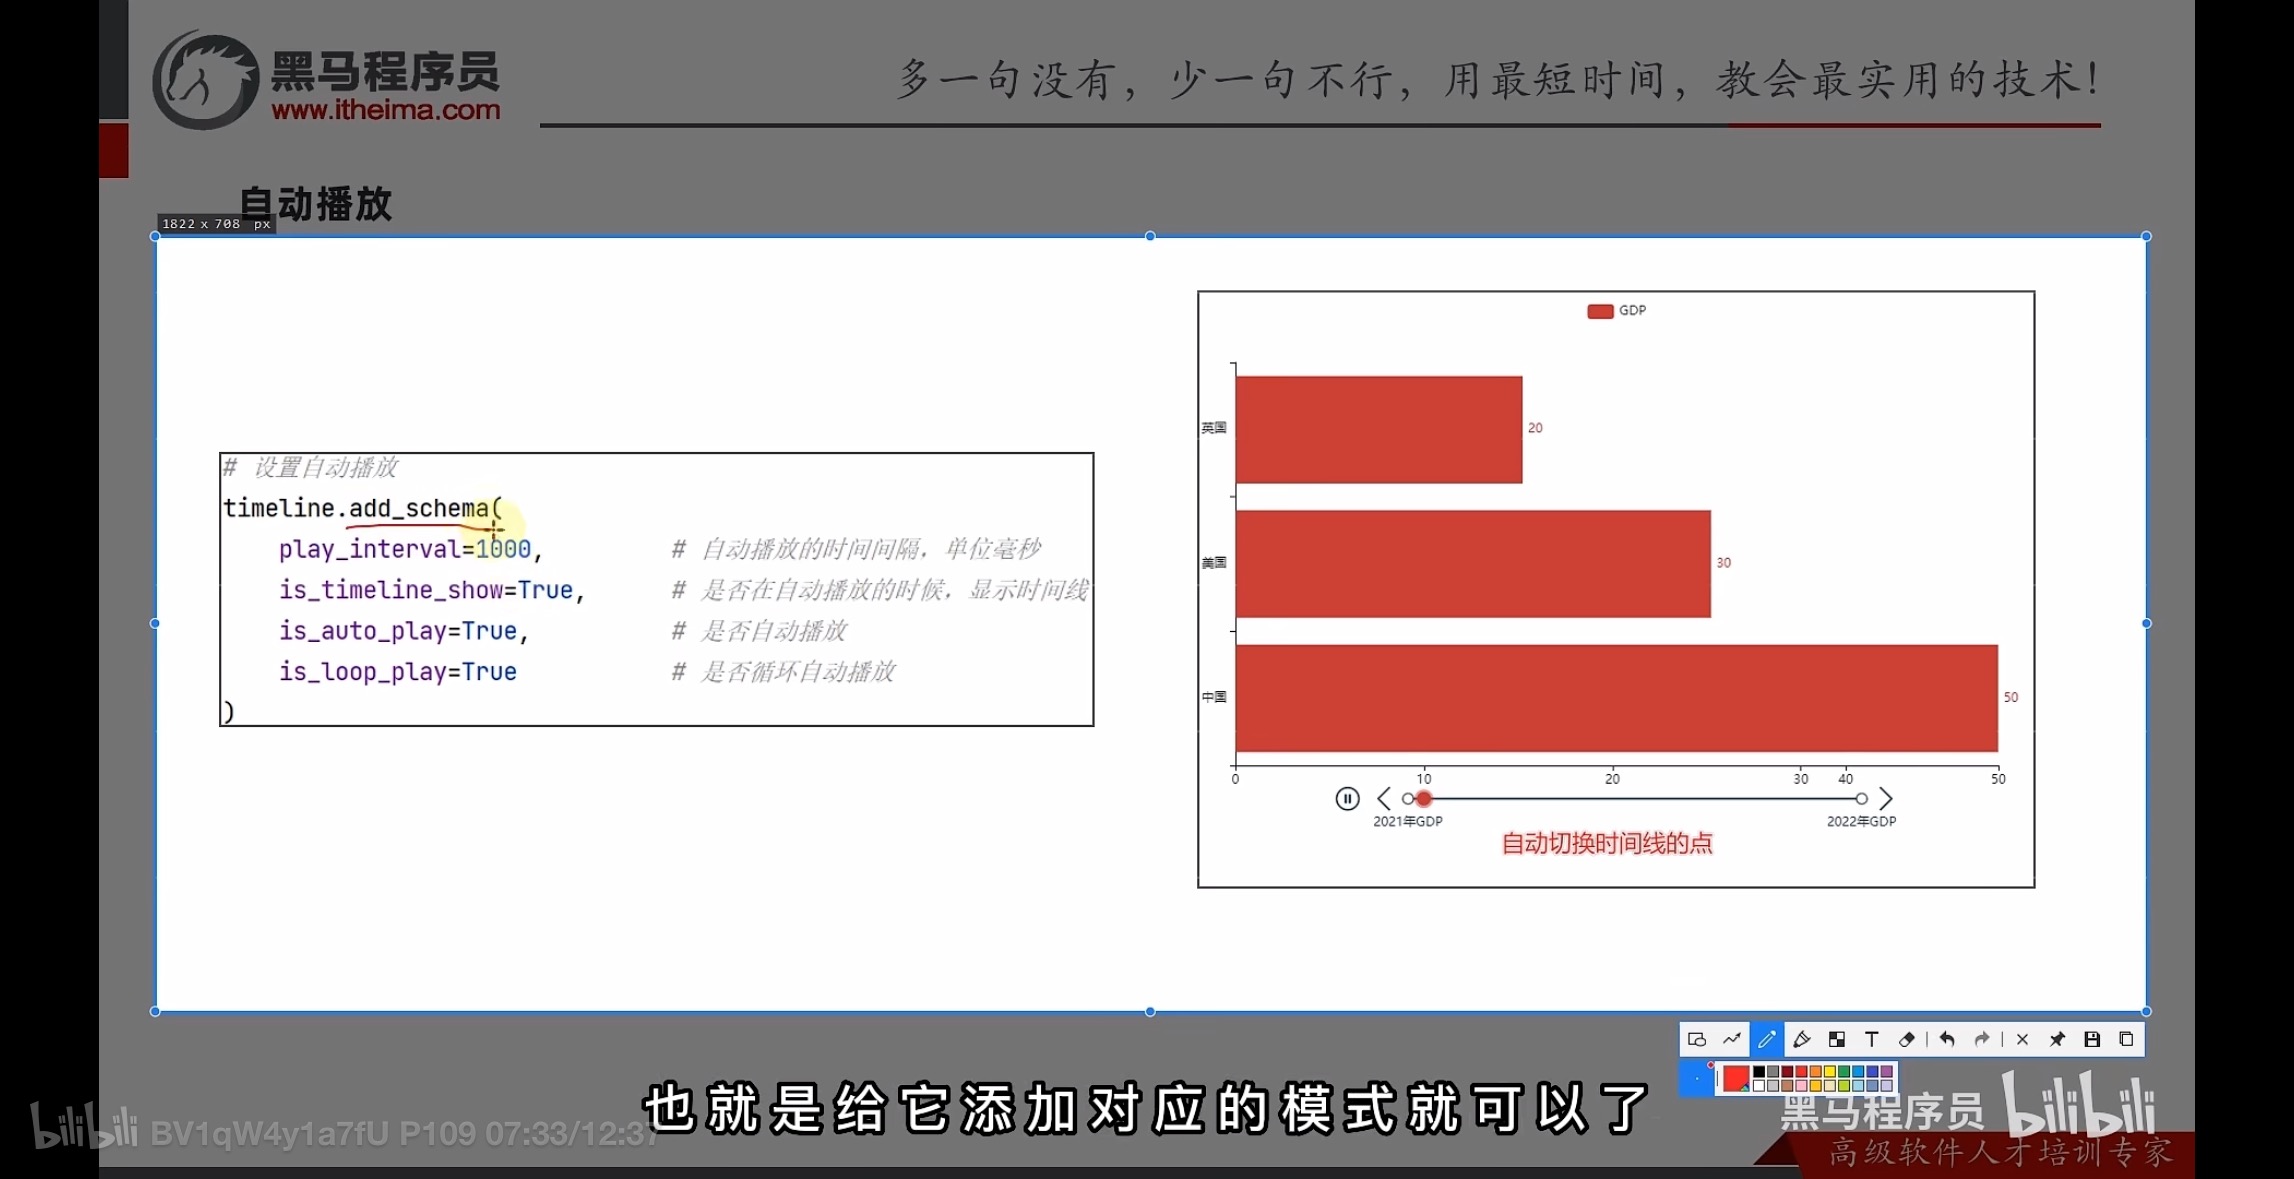 黑马程序员
www.itheima.com
多一句没有，少一句不行，用最短时间，教会最实用的技术！
自动播放
1822 x 708 px
# 设置自动播放
timeline.add_schema(
play_interval=1000, # 自动播放的时间间隔，单位毫秒
is_timeline_show=True, # 是否在自动播放的时候，显示时间线
is_auto_play=True, # 是否自动播放
is_loop_play=True # 是否循环自动播放
)
GDP
英国 20
美国 30
中国 50
0 10 20 30 40 50
2021年GDP 2022年GDP
自动切换时间线的点
也就是给它添加对应的模式就可以了
bilibili BV1qW4y1a7fU P109 07:33/12:37
黑马程序员 bilibili
高级软件人才培训专家